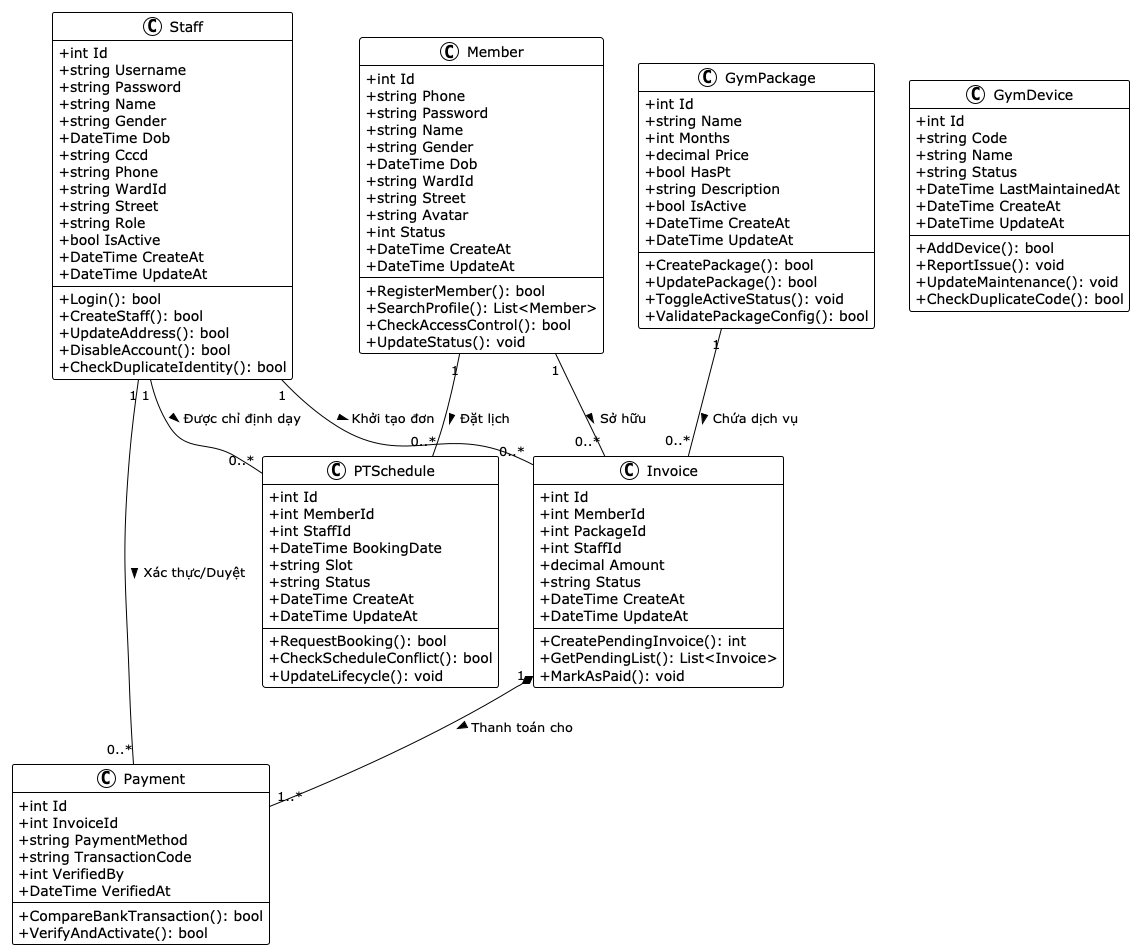 C Staff
+int Id
+string Username
+string Password
+string Name
+string Gender
+DateTime Dob
+string Cccd
+string Phone
+string WardId
+string Street
+string Role
+bool IsActive
+DateTime CreateAt
+DateTime UpdateAt
+Login(): bool
+CreateStaff(): bool
+UpdateAddress(): bool
+DisableAccount(): bool
+CheckDuplicateIdentity(): bool
C Member
+int Id
+string Phone
+string Password
+string Name
+string Gender
+DateTime Dob
+string WardId
+string Street
+string Avatar
+int Status
+DateTime CreateAt
+DateTime UpdateAt
+RegisterMember(): bool
+SearchProfile(): List<Member>
+CheckAccessControl(): bool
+UpdateStatus(): void
C GymPackage
+int Id
+string Name
+int Months
+decimal Price
+bool HasPt
+string Description
+bool IsActive
+DateTime CreateAt
+DateTime UpdateAt
+CreatePackage(): bool
+UpdatePackage(): bool
+ToggleActiveStatus(): void
+ValidatePackageConfig(): bool
C GymDevice
+int Id
+string Code
+string Name
+string Status
+DateTime LastMaintainedAt
+DateTime CreateAt
+DateTime UpdateAt
+AddDevice(): bool
+ReportIssue(): void
+UpdateMaintenance(): void
+CheckDuplicateCode(): bool
1 1 1 1 1 1
Được chỉ định dạy
Khởi tạo đơn
Đặt lịch
Sở hữu
Chứa dịch vụ
0..* 0..* 0..* 0..* 0..*
C PTSchedule
+int Id
+int MemberId
+int StaffId
+DateTime BookingDate
+string Slot
+string Status
+DateTime CreateAt
+DateTime UpdateAt
+RequestBooking(): bool
+CheckScheduleConflict(): bool
+UpdateLifecycle(): void
C Invoice
+int Id
+int MemberId
+int PackageId
+int StaffId
+decimal Amount
+string Status
+DateTime CreateAt
+DateTime UpdateAt
+CreatePendingInvoice(): int
+GetPendingList(): List<Invoice>
+MarkAsPaid(): void
Xác thực/Duyệt
1
Thanh toán cho
0..*
1..*
C Payment
+int Id
+int InvoiceId
+string PaymentMethod
+string TransactionCode
+int VerifiedBy
+DateTime VerifiedAt
+CompareBankTransaction(): bool
+VerifyAndActivate(): bool